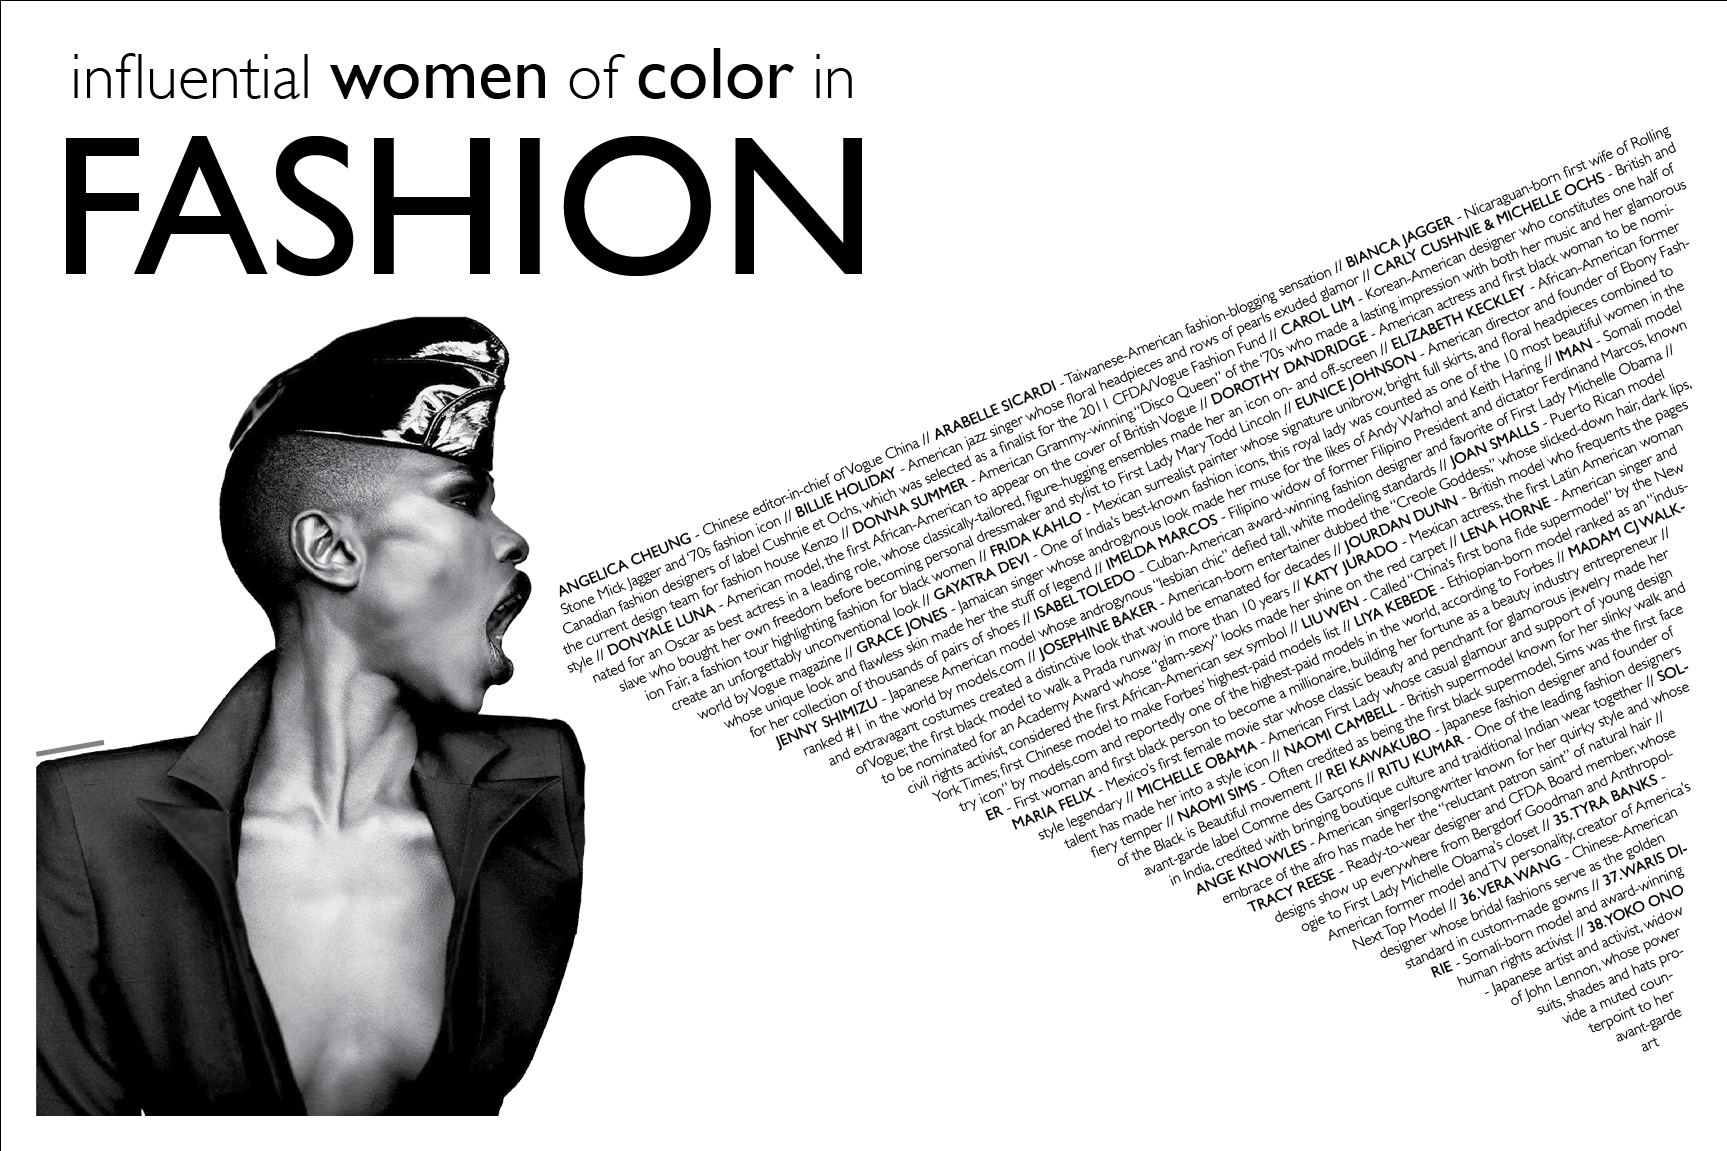 influential women of color in
FASHION
ANGELICA CHEUNG - Chinese editor-in-chief of Vogue China // ARABELLE SICARDI - Taiwanese-American fashion-blogging sensation // BIANCA JAGGER - Nicaraguan-born first wife of Rolling
Stone Mick Jagger and '70s fashion icon // BILLIE HOLIDAY - American jazz singer whose floral headpieces and rows of pearls exuded glamor // CARLY CUSHNIE & MICHELLE OCHS - British and
Canadian fashion designers of label Cushnie et Ochs, which was selected as a finalist for the 2011 CFDA/Vogue Fashion Fund // CAROL LIM - Korean-American designer who constitutes one half of
the current design team for fashion house Kenzo // DONNA SUMMER - American Grammy-winning "Disco Queen" of the '70s who made a lasting impression with both her music and her glamorous
style // DONYALE LUNA - American model, the first African-American to appear on the cover of British Vogue // DOROTHY DANDRIDGE - American actress and first black woman to be nomi-
nated for an Oscar as best actress in a leading role, whose classically-tailored, figure-hugging ensembles made her an icon on- and off-screen // ELIZABETH KECKLEY - African-American former
slave who bought her own freedom before becoming personal dressmaker and stylist to First Lady Mary Todd Lincoln // EUNICE JOHNSON - American director and founder of Ebony Fash-
ion Fair, a fashion tour highlighting fashion for black women // FRIDA KAHLO - Mexican surrealist painter whose signature unibrow, bright full skirts, and floral headpieces combined to
create an unforgettably unconventional look // GAYATRA DEVI - One of India's best-known fashion icons, this royal lady was counted as one of the 10 most beautiful women in the
world by Vogue magazine // GRACE JONES - Jamaican singer whose androgynous look made her muse for the likes of Andy Warhol and Keith Haring // IMAN - Somali model
whose unique look and flawless skin made her the stuff of legend // IMELDA MARCOS - Filipino widow of former Filipino President and dictator Ferdinand Marcos, known
for her collection of thousands of pairs of shoes // ISABEL TOLEDO - Cuban-American award-winning fashion designer and favorite of First Lady Michelle Obama //
JENNY SHIMIZU - Japanese American model whose androgynous "lesbian chic" defied tall, white modeling standards // JOAN SMALLS - Puerto Rican model
ranked #1 in the world by models.com // JOSEPHINE BAKER - American-born entertainer dubbed the "Creole Goddess," whose slicked-down hair, dark lips,
and extravagant costumes created a distinctive look that would be emanated for decades // JOURDAN DUNN - British model who frequents the pages
of Vogue; the first black model to walk a Prada runway in more than 10 years // KATY JURADO - Mexican actress, the first Latin American woman
to be nominated for an Academy Award whose "glam-sexy" looks made her shine on the red carpet // LENA HORNE - American singer and
civil rights activist, considered the first African-American sex symbol // LIU WEN - Called "China's first bona fide supermodel" by the New
York Times; first Chinese model to make Forbes' highest-paid models list // LIYA KEBEDE - Ethiopian-born model ranked as an "indus-
try icon" by models.com and reportedly one of the highest-paid models in the world, according to Forbes // MADAM CJ WALK-
ER - First woman and first black person to become a millionaire, building her fortune as a beauty industry entrepreneur //
MARIA FELIX - Mexico's first female movie star whose classic beauty and penchant for glamorous jewelry made her
style legendary // MICHELLE OBAMA - American First Lady whose casual glamour and support of young design
talent has made her into a style icon // NAOMI CAMBELL - British supermodel known for her slinky walk and
fiery temper // NAOMI SIMS - Often credited as being the first black supermodel, Sims was the first face
of the Black is Beautiful movement // REI KAWAKUBO - Japanese fashion designer and founder of
avant-garde label Comme des Garçons // RITU KUMAR - One of the leading fashion designers
in India, credited with bringing boutique culture and traditional Indian wear together // SOL-
ANGE KNOWLES - American singer/songwriter known for her quirky style and whose
embrace of the afro has made her the "reluctant patron saint" of natural hair //
TRACY REESE - Ready-to-wear designer and CFDA Board member, whose
designs show up everywhere from Bergdorf Goodman and Anthropol-
ogie to First Lady Michelle Obama's closet // 35. TYRA BANKS -
American former model and TV personality, creator of America's
Next Top Model // 36. VERA WANG - Chinese-American
designer whose bridal fashions serve as the golden
standard in custom-made gowns // 37. WARIS DI-
RIE - Somali-born model and award-winning
human rights activist // 38. YOKO ONO
- Japanese artist and activist, widow
of John Lennon, whose power
suits, shades and hats pro-
vide a muted coun-
terpoint to her
avant-garde
art